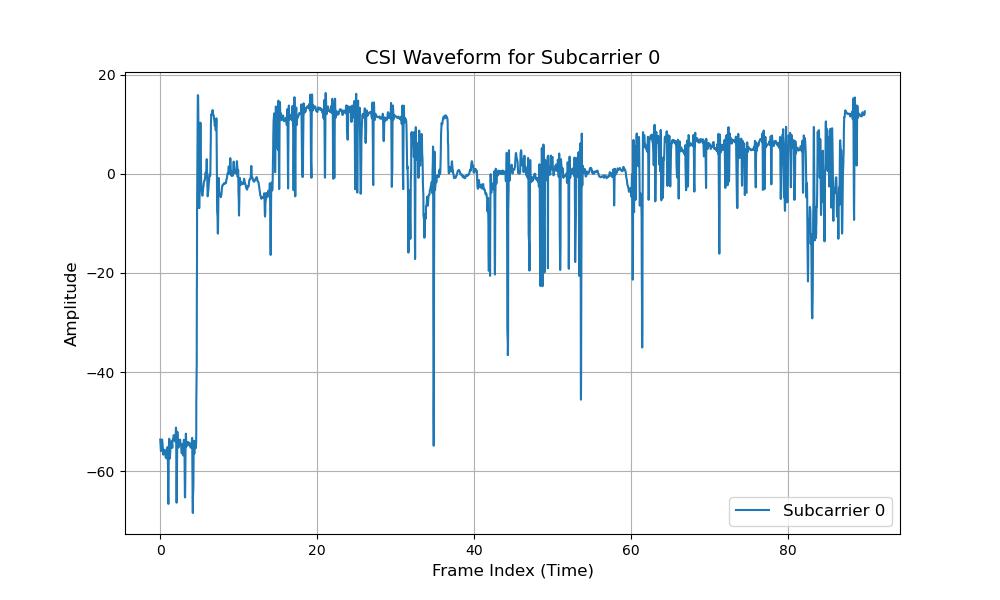 CSI Waveform for Subcarrier 0
Amplitude
20
0
−20
−40
−60
0
20
40
60
80
Frame Index (Time)
Subcarrier 0